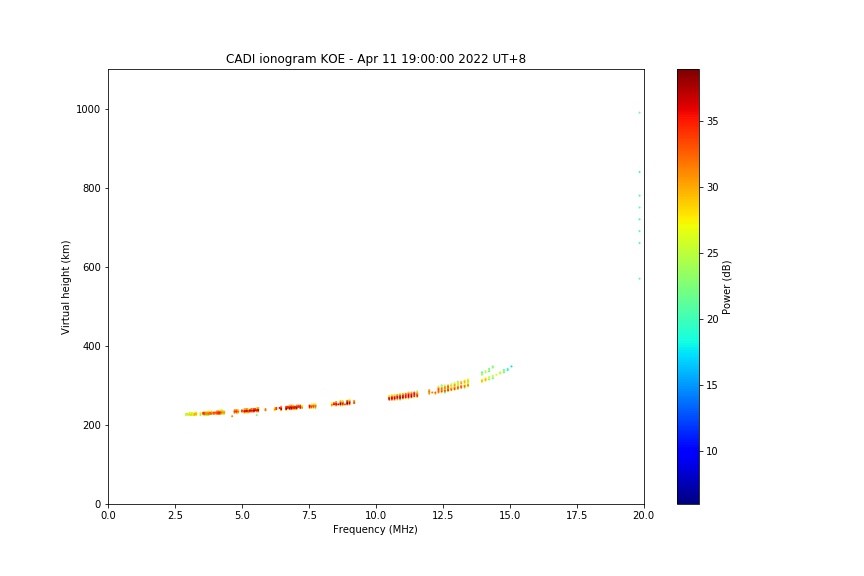 CADI ionogram KOE - Apr 11 19:00:00 2022 UT+8
1000
800
600
400
200
0
Virtual height (km)
0.0 2.5 5.0 7.5 10.0 12.5 15.0 17.5 20.0
Frequency (MHz)
35
30
25
20
15
10
Power (dB)